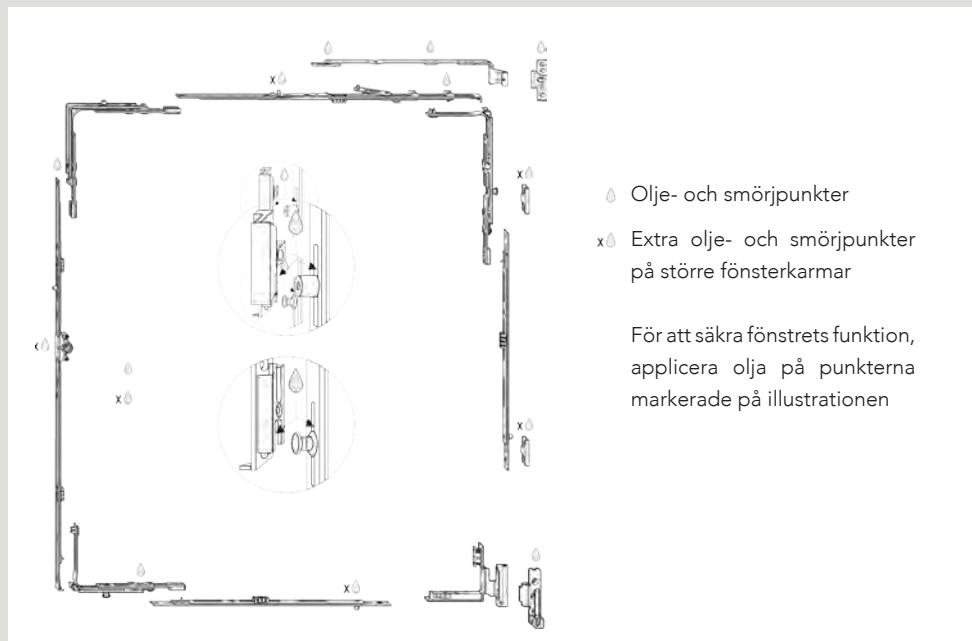 x
x
x
x
x
x
Olje- och smörjpunkter
x Extra olje- och smörjpunkter
på större fönsterkarmar
För att säkra fönstrets funktion,
applicera olja på punkterna
markerade på illustrationen